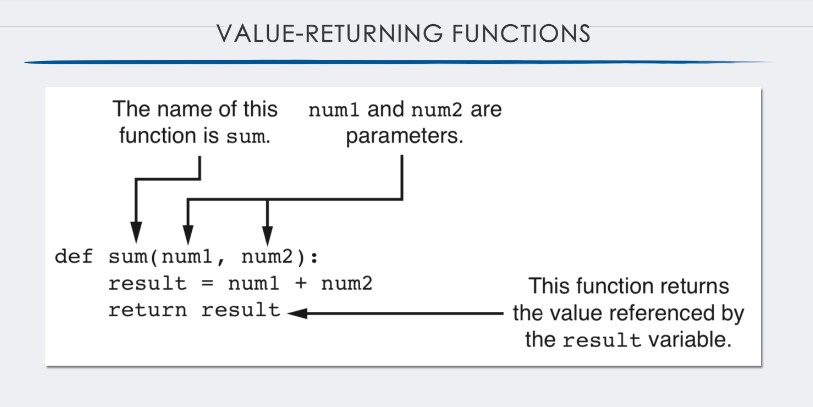 VALUE-RETURNING FUNCTIONS
The name of this
function is sum.
num1 and num2 are
parameters.
def sum(num1, num2):
    result = num1 + num2
    return result
This function returns
the value referenced by
the result variable.